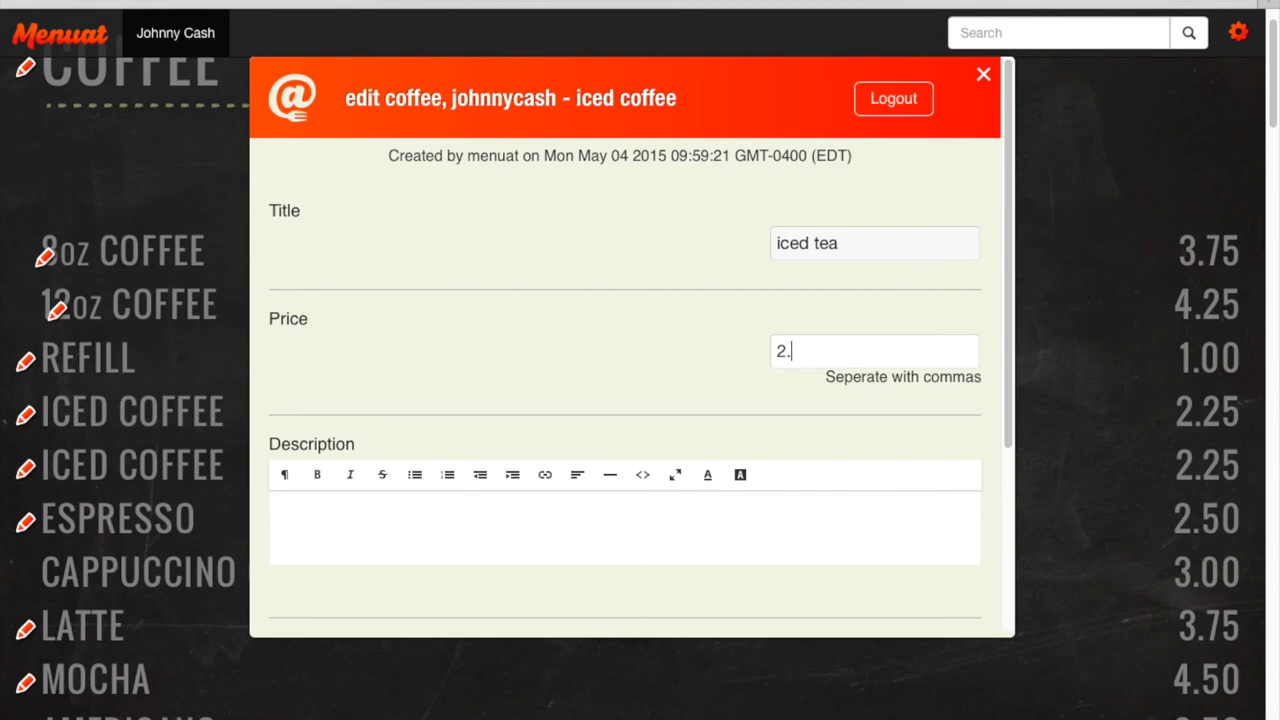 Menuat Johnny Cash Search
COFFEE
@ edit coffee, johnnycash - iced coffee Logout
Created by menuat on Mon May 04 2015 09:59:21 GMT-0400 (EDT)
Title
iced tea
Price
2.
Seperate with commas
Description
8oz COFFEE 3.75
12oz COFFEE 4.25
REFILL 1.00
ICED COFFEE 2.25
ICED COFFEE 2.25
ESPRESSO 2.50
CAPPUCCINO 3.00
LATTE 3.75
MOCHA 4.50